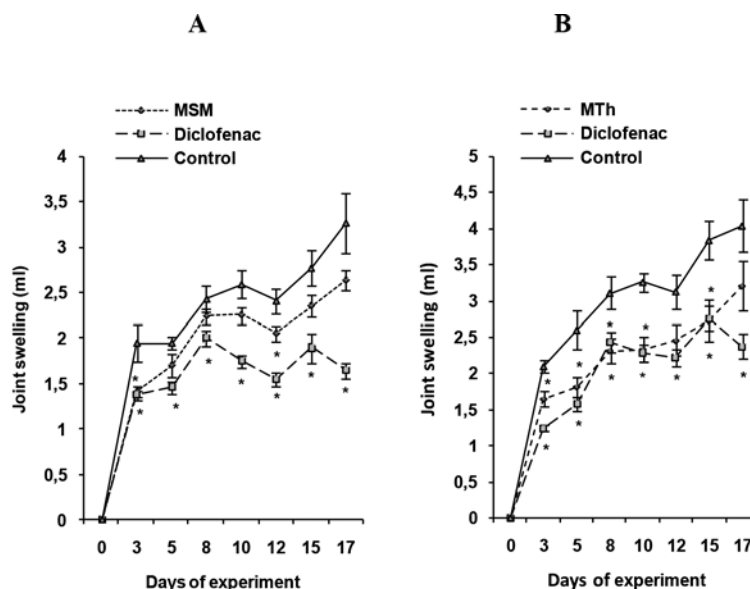 A
MSM
Diclofenac
Control
4
3,5
3
2,5
2
1,5
1
0,5
0
Joint swelling (ml)
* * * * * * * * *
0 3 5 8 10 12 15 17
Days of experiment
B
MTh
Diclofenac
Control
5
4,5
4
3,5
3
2,5
2
1,5
1
0,5
0
Joint swelling (ml)
* * * * * * * * * * * *
0 3 5 8 10 12 15 17
Days of experiment